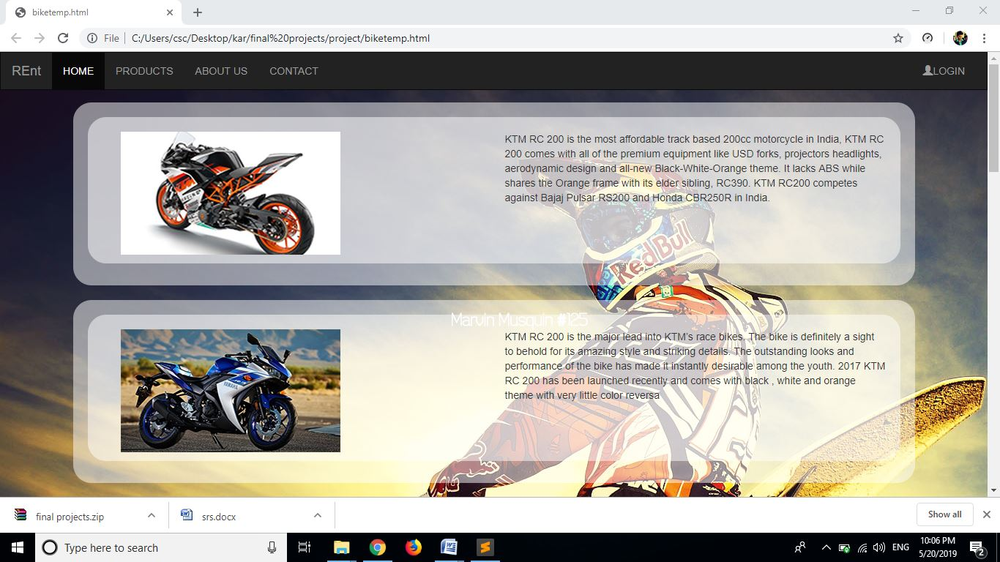 biketemp.html
File
C:/Users/csc/Desktop/kar/final%20projects/project/biketemp.html
REnt
HOME
PRODUCTS
ABOUT US
CONTACT
LOGIN
KTM RC 200 is the most affordable track based 200cc motorcycle in India, KTM RC
200 comes with all of the premium equipment like USD forks, projectors headlights,
aerodynamic design and all-new Black-White-Orange theme. It lacks ABS while
shares the Orange frame with its elder sibling, RC390. KTM RC200 competes
against Bajaj Pulsar RS200 and Honda CBR250R in India.
Red Bull
Marvin Musquin #125
KTM RC 200 is the major lead into KTM's race bikes. The bike is definitely a sight
to behold for its amazing style and striking details. The outstanding looks and
performance of the bike has made it instantly desirable among the youth. 2017 KTM
RC 200 has been launched recently and comes with black , white and orange
theme with very little color reversa
YAMAHA
final projects.zip
srs.docx
Show all
Type here to search
ENG
10:06 PM
5/20/2019
2